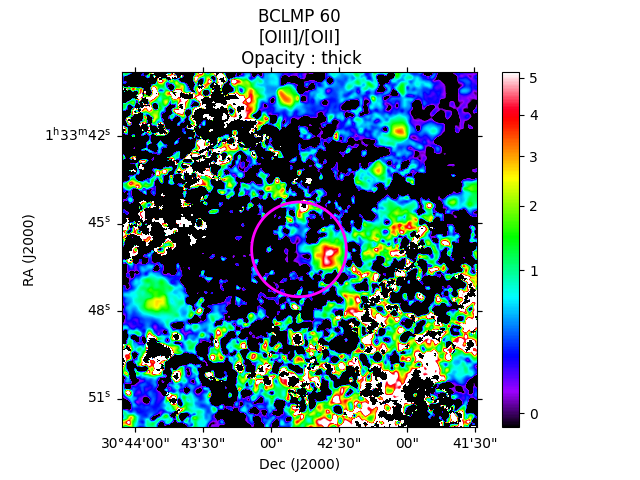 BCLMP 60
[OIII]/[OII]
Opacity : thick
5
4
1ʰ33ᵐ42ˢ
3
2
45ˢ
1
48ˢ
51ˢ
0
RA (J2000)
30°44'00" 43'30" 00" 42'30" 00" 41'30"
Dec (J2000)